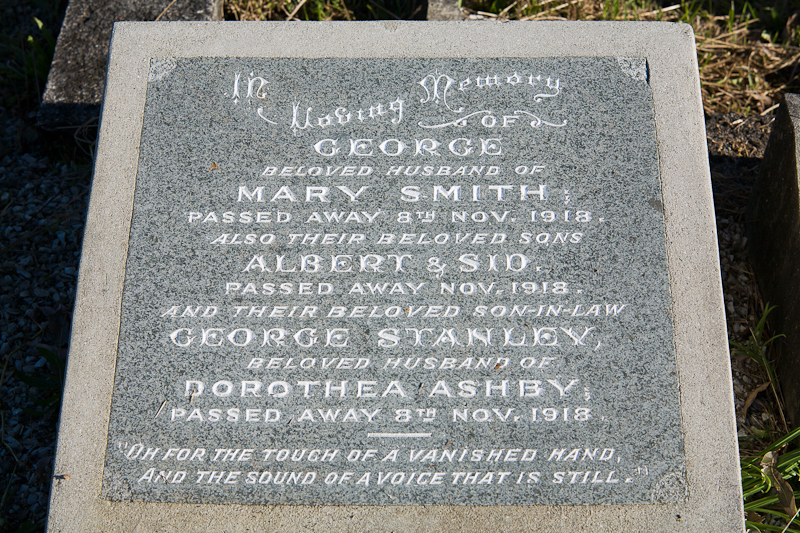 In Loving Memory
OF
GEORGE
BELOVED HUSBAND OF
MARY SMITH;
PASSED AWAY 8TH NOV. 1918.
ALSO THEIR BELOVED SONS
ALBERT & SID.
PASSED AWAY NOV. 1918.
AND THEIR BELOVED SON-IN-LAW
GEORGE STANLEY,
BELOVED HUSBAND OF
DOROTHEA ASHBY;
PASSED AWAY 8TH NOV. 1918.
"OH FOR THE TOUCH OF A VANISHED HAND,
AND THE SOUND OF A VOICE THAT IS STILL."